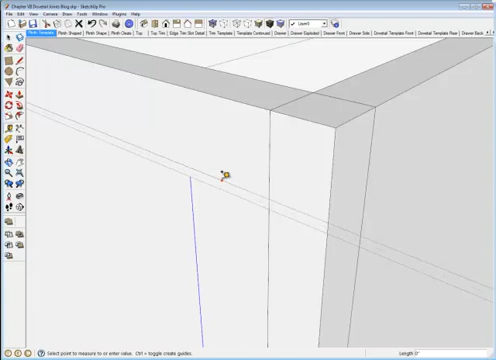 Chapter VII Dovetail Joints Blog.skp - SketchUp Pro
File Edit View Camera Draw Tools Window Plugins Help
Layer0
Plinth Template Plinth Shaped Plinth Shape Plinth Cleats Top Top Trim Edge Trim Slot Detail Trim Template Template Continued Drawer Drawer Exploded Drawer Front Drawer Side Dovetail Template Front Dovetail Template Rear Drawer Back
Select point to measure to or enter value. Ctrl = toggle create guides.
Length 0"